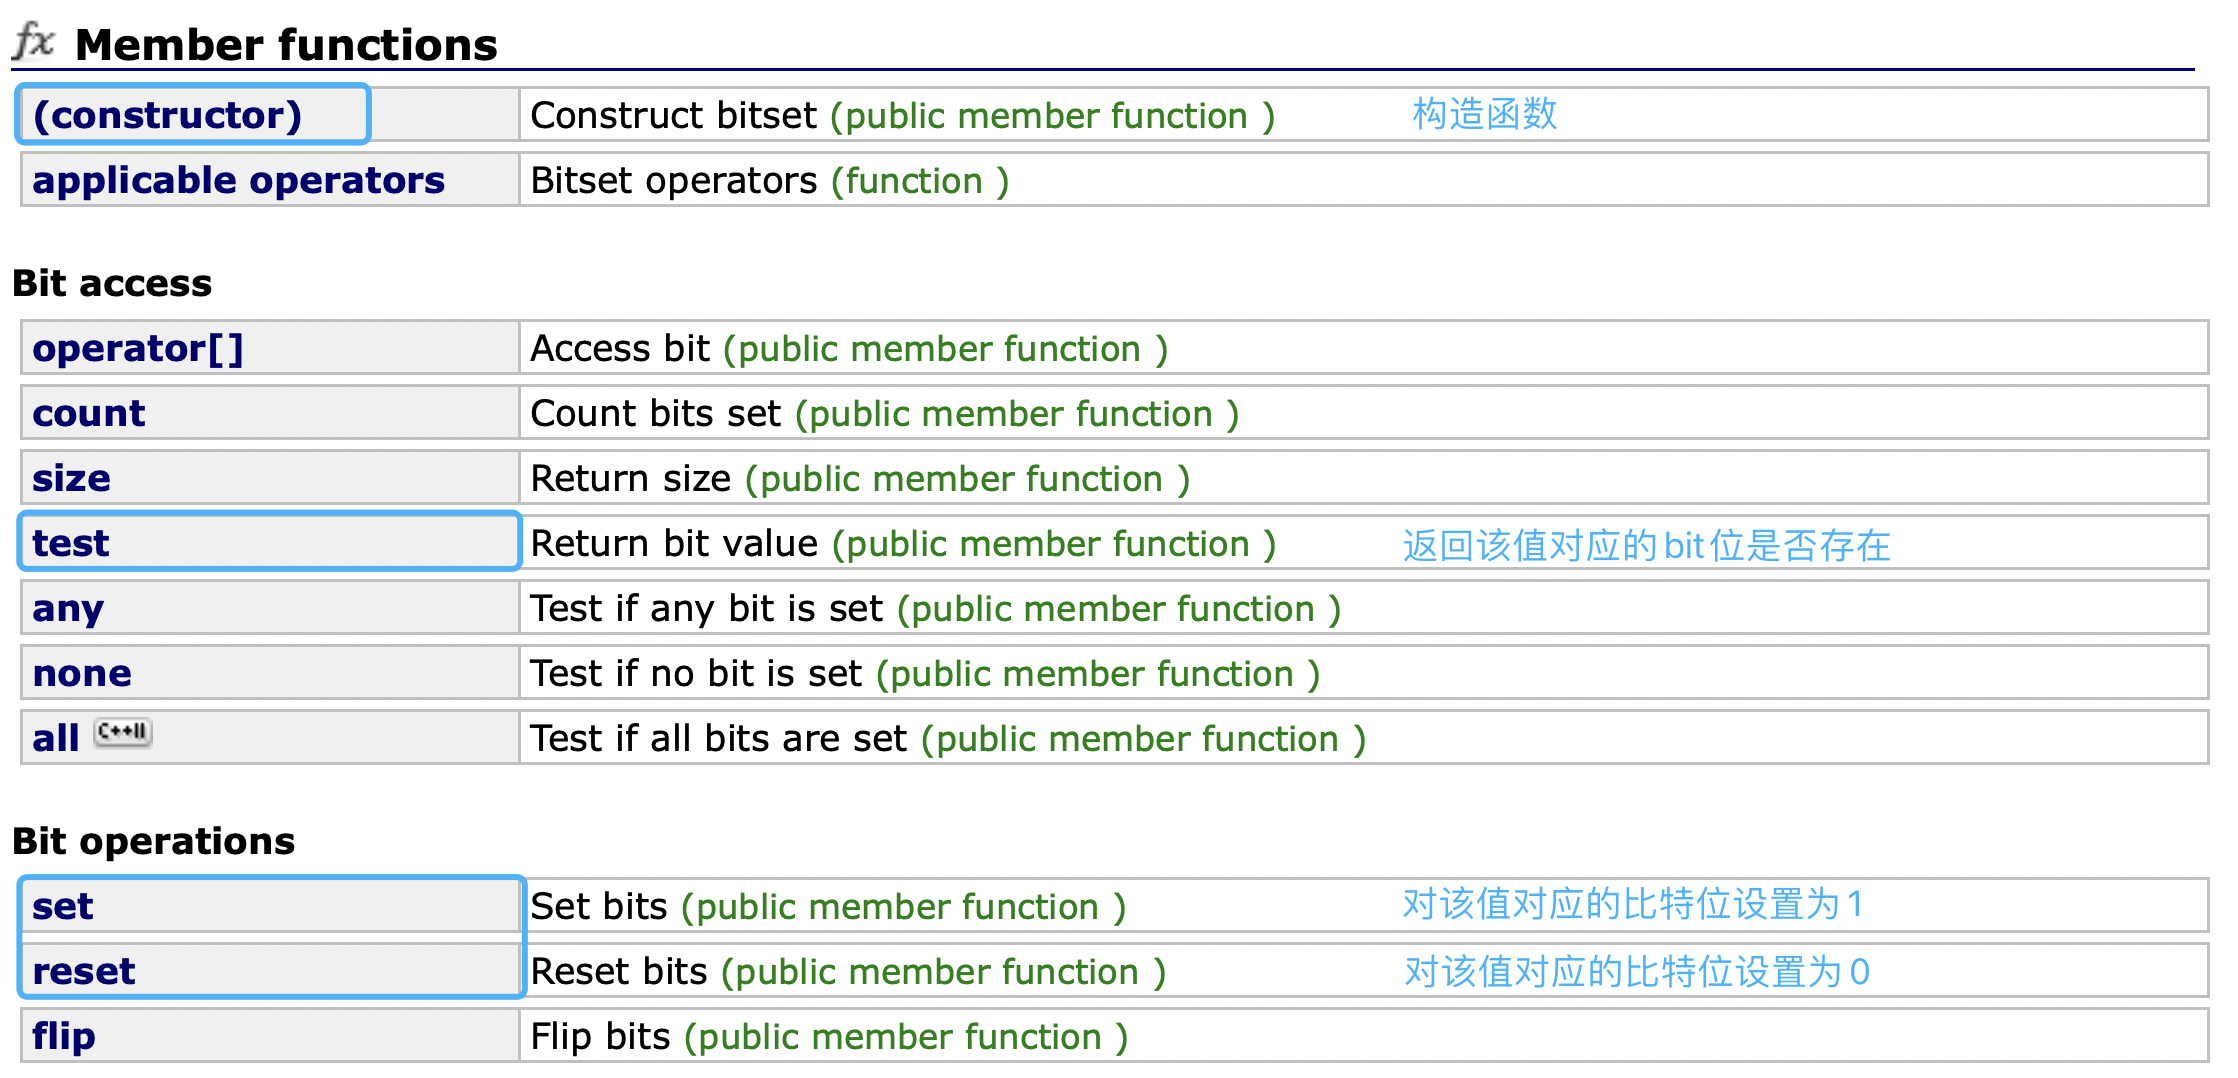 fx Member functions
(constructor) Construct bitset (public member function ) 构造函数
applicable operators Bitset operators (function )
Bit access
operator[] Access bit (public member function )
count Count bits set (public member function )
size Return size (public member function )
test Return bit value (public member function ) 返回该值对应的bit位是否存在
any Test if any bit is set (public member function )
none Test if no bit is set (public member function )
all C++11 Test if all bits are set (public member function )
Bit operations
set Set bits (public member function ) 对该值对应的比特位设置为1
reset Reset bits (public member function ) 对该值对应的比特位设置为0
flip Flip bits (public member function )